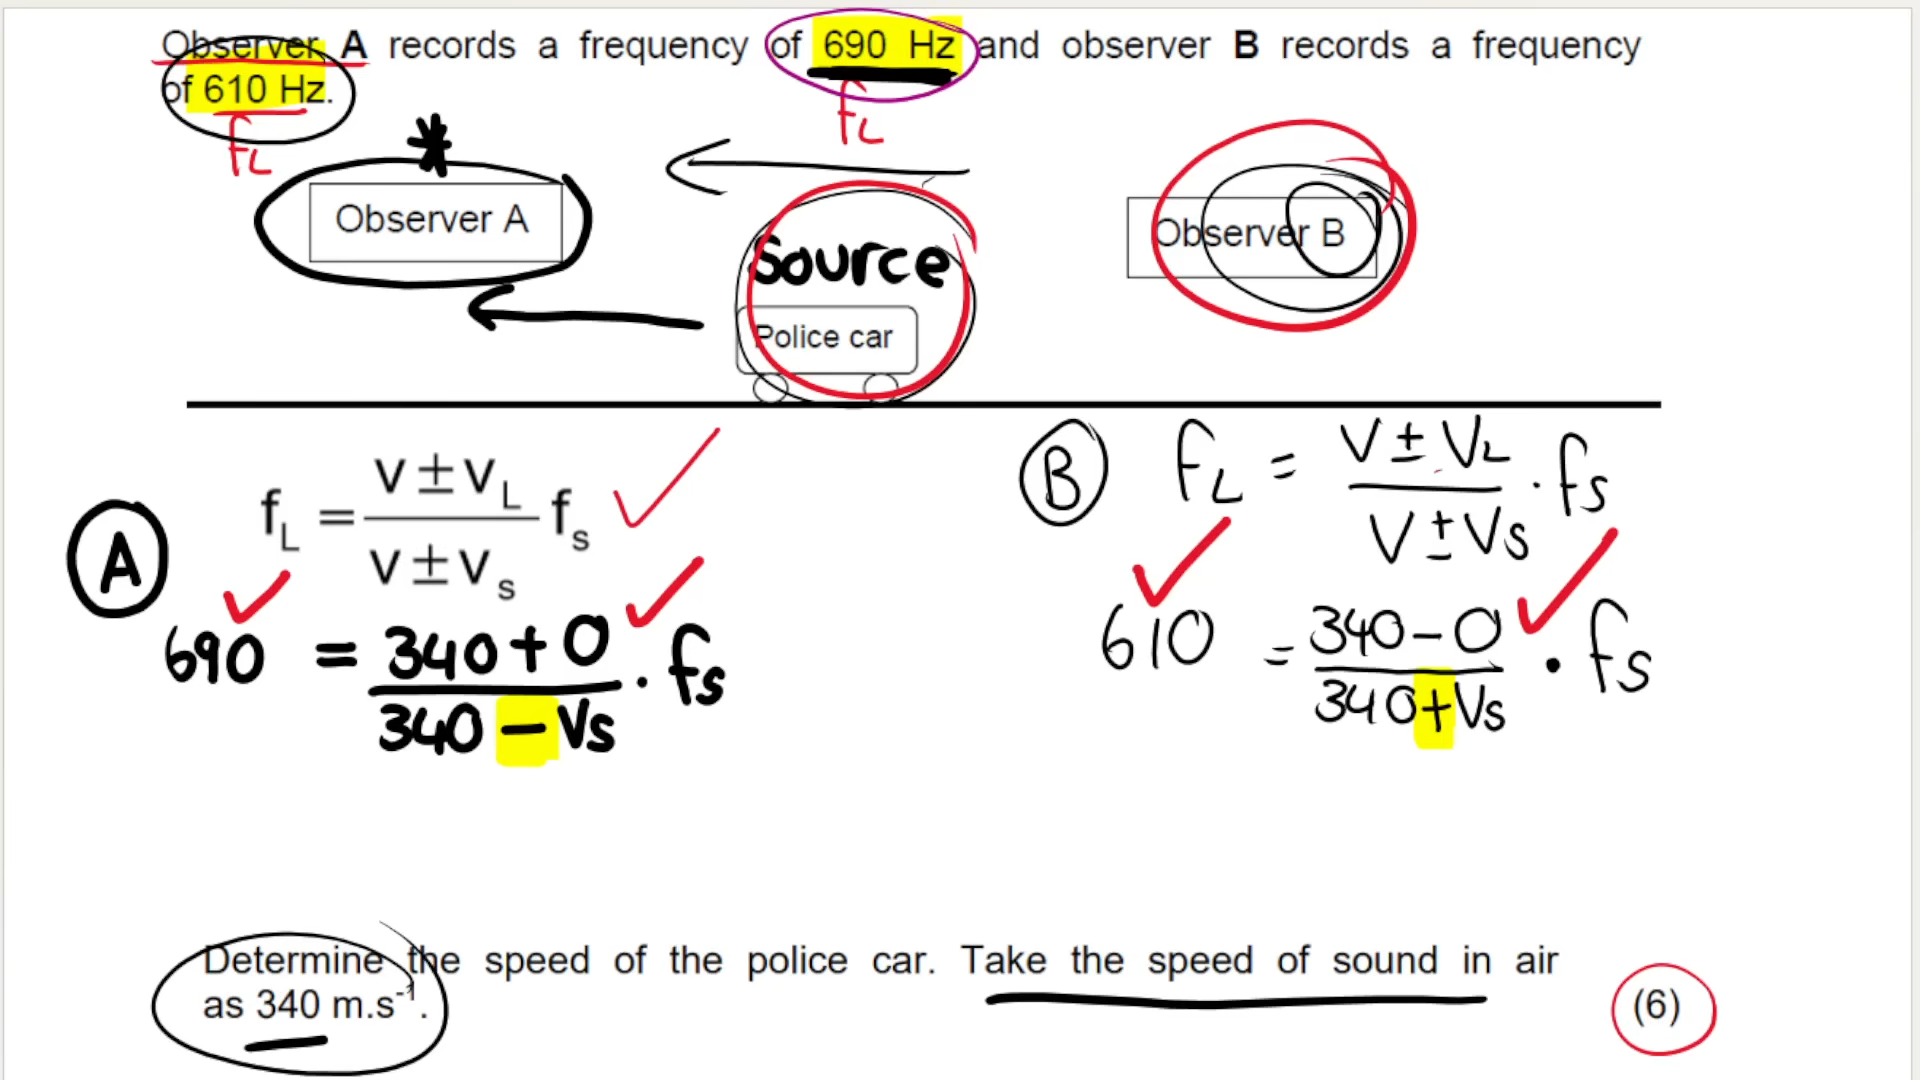 Observer A records a frequency of 690 Hz and observer B records a frequency
of 610 Hz.
fL
fL
*
Observer A
Source
Police car
Observer B
A
fL = (v ± vL)/(v ± vs) fs
690 = (340 + 0)/(340 - Vs) . fs
B
fL = (V ± VL)/(V ± Vs) . fs
610 = (340 - 0)/(340 + Vs) . fs
Determine the speed of the police car. Take the speed of sound in air
as 340 m.s⁻¹.
(6)